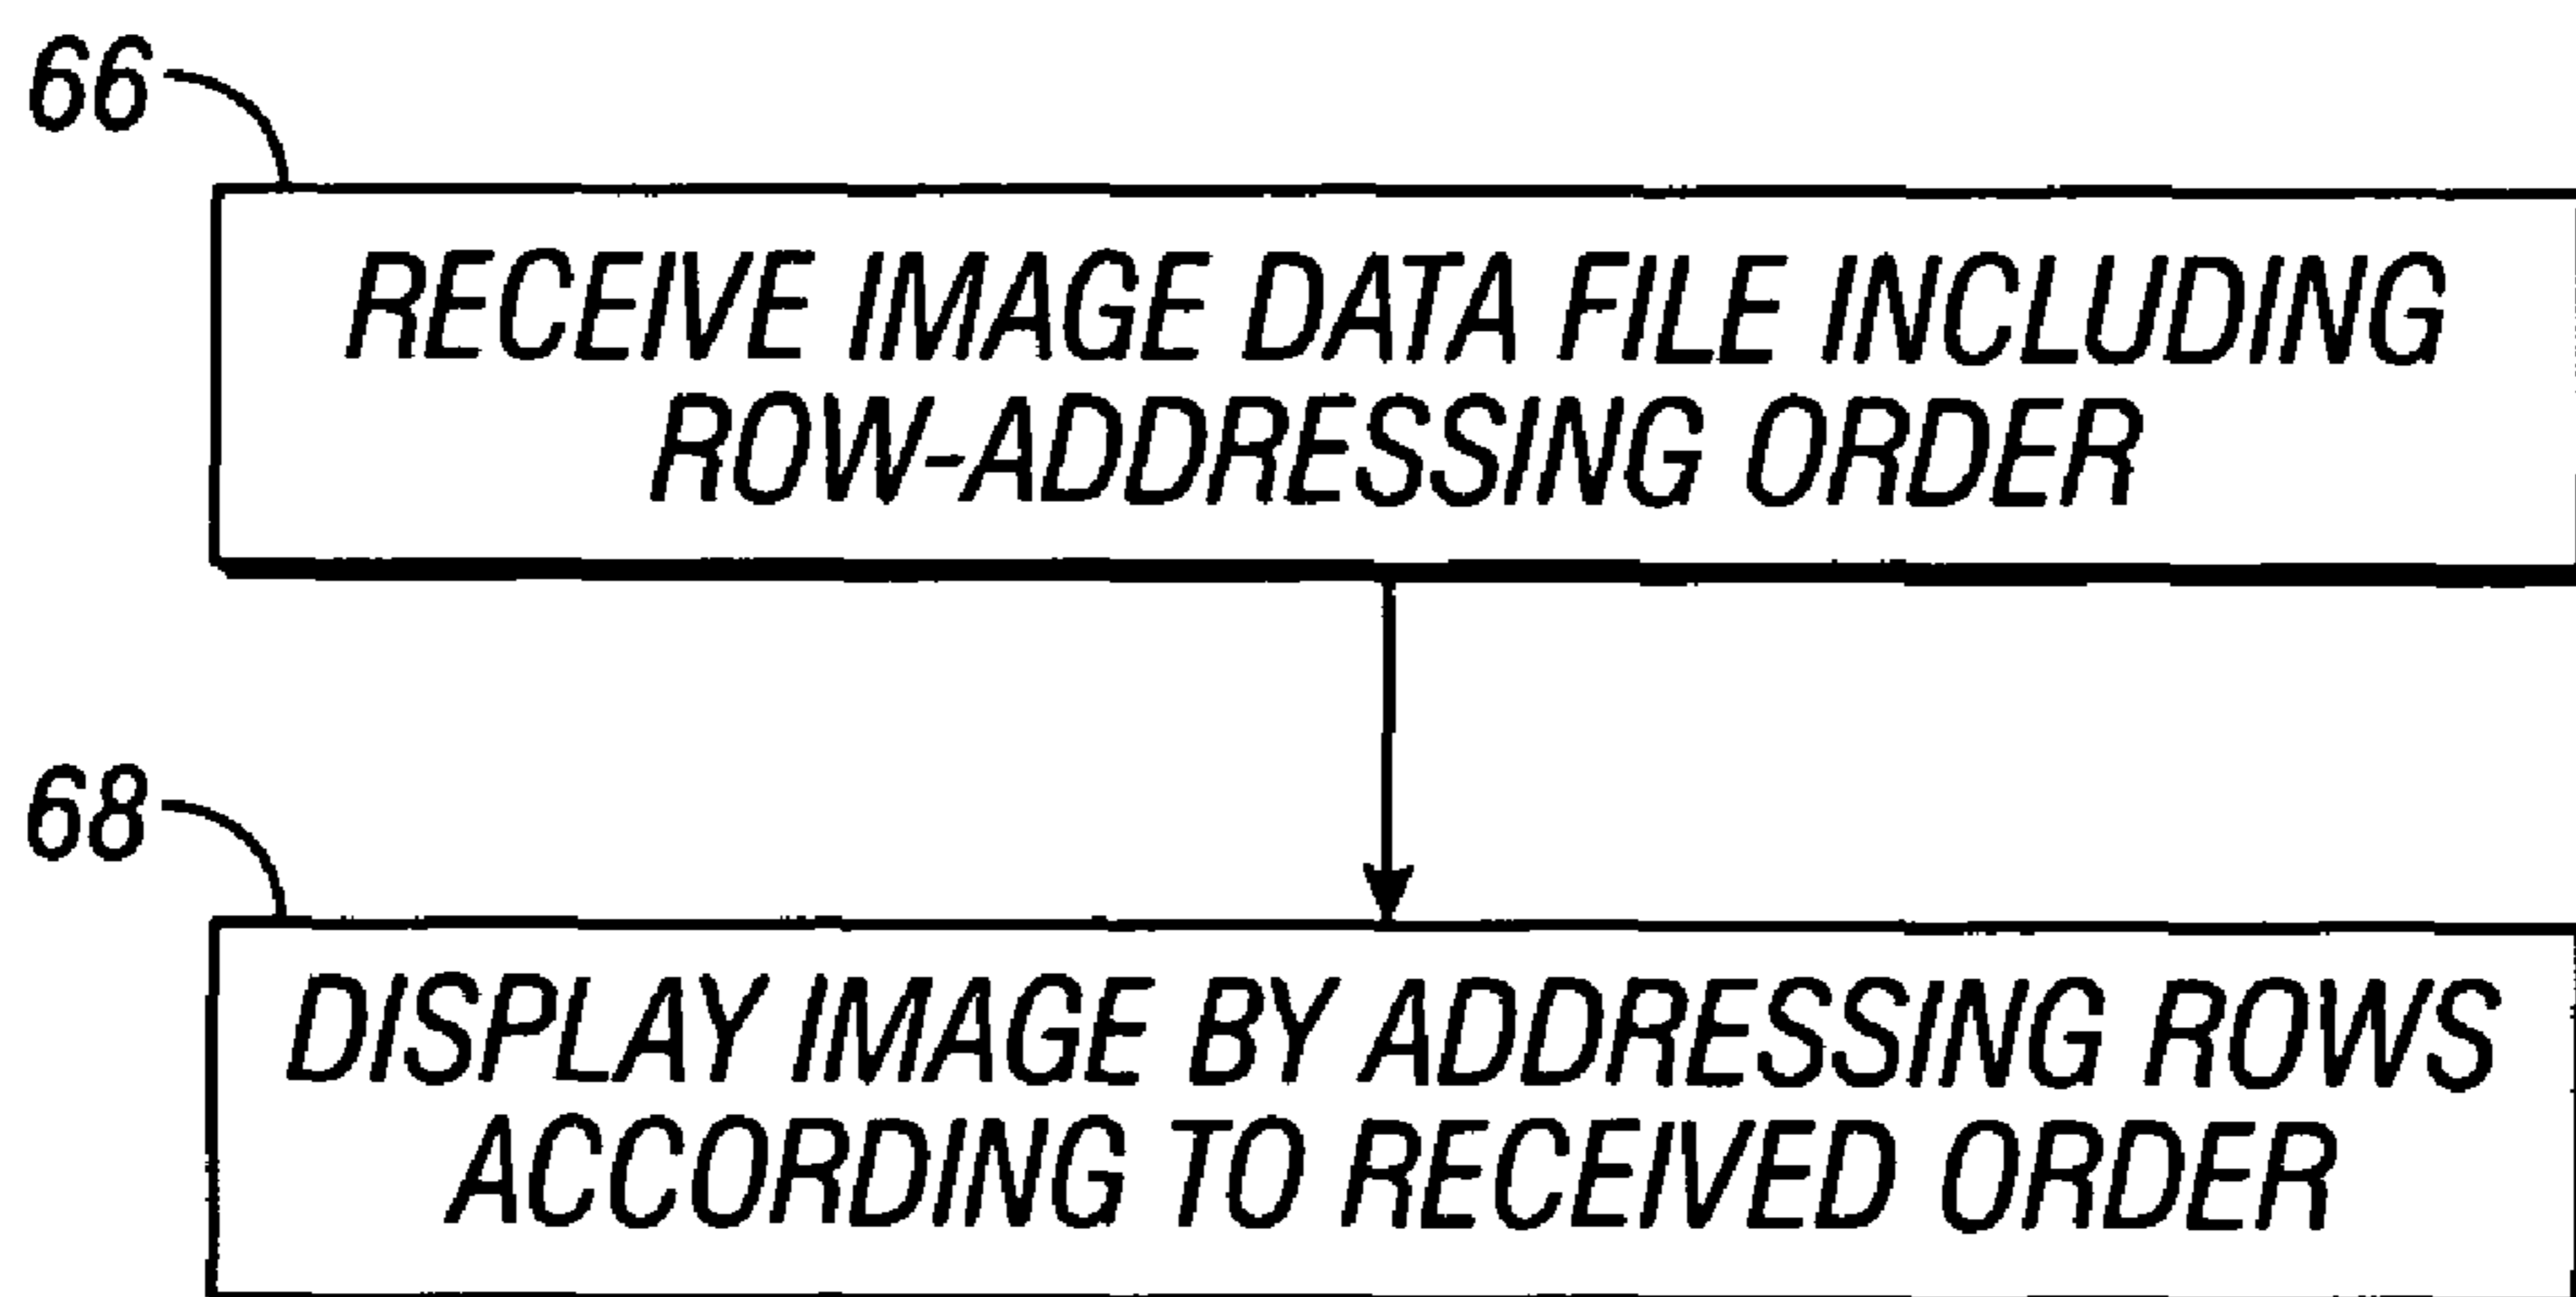 66
RECEIVE IMAGE DATA FILE INCLUDING
ROW-ADDRESSING ORDER
68
DISPLAY IMAGE BY ADDRESSING ROWS
ACCORDING TO RECEIVED ORDER